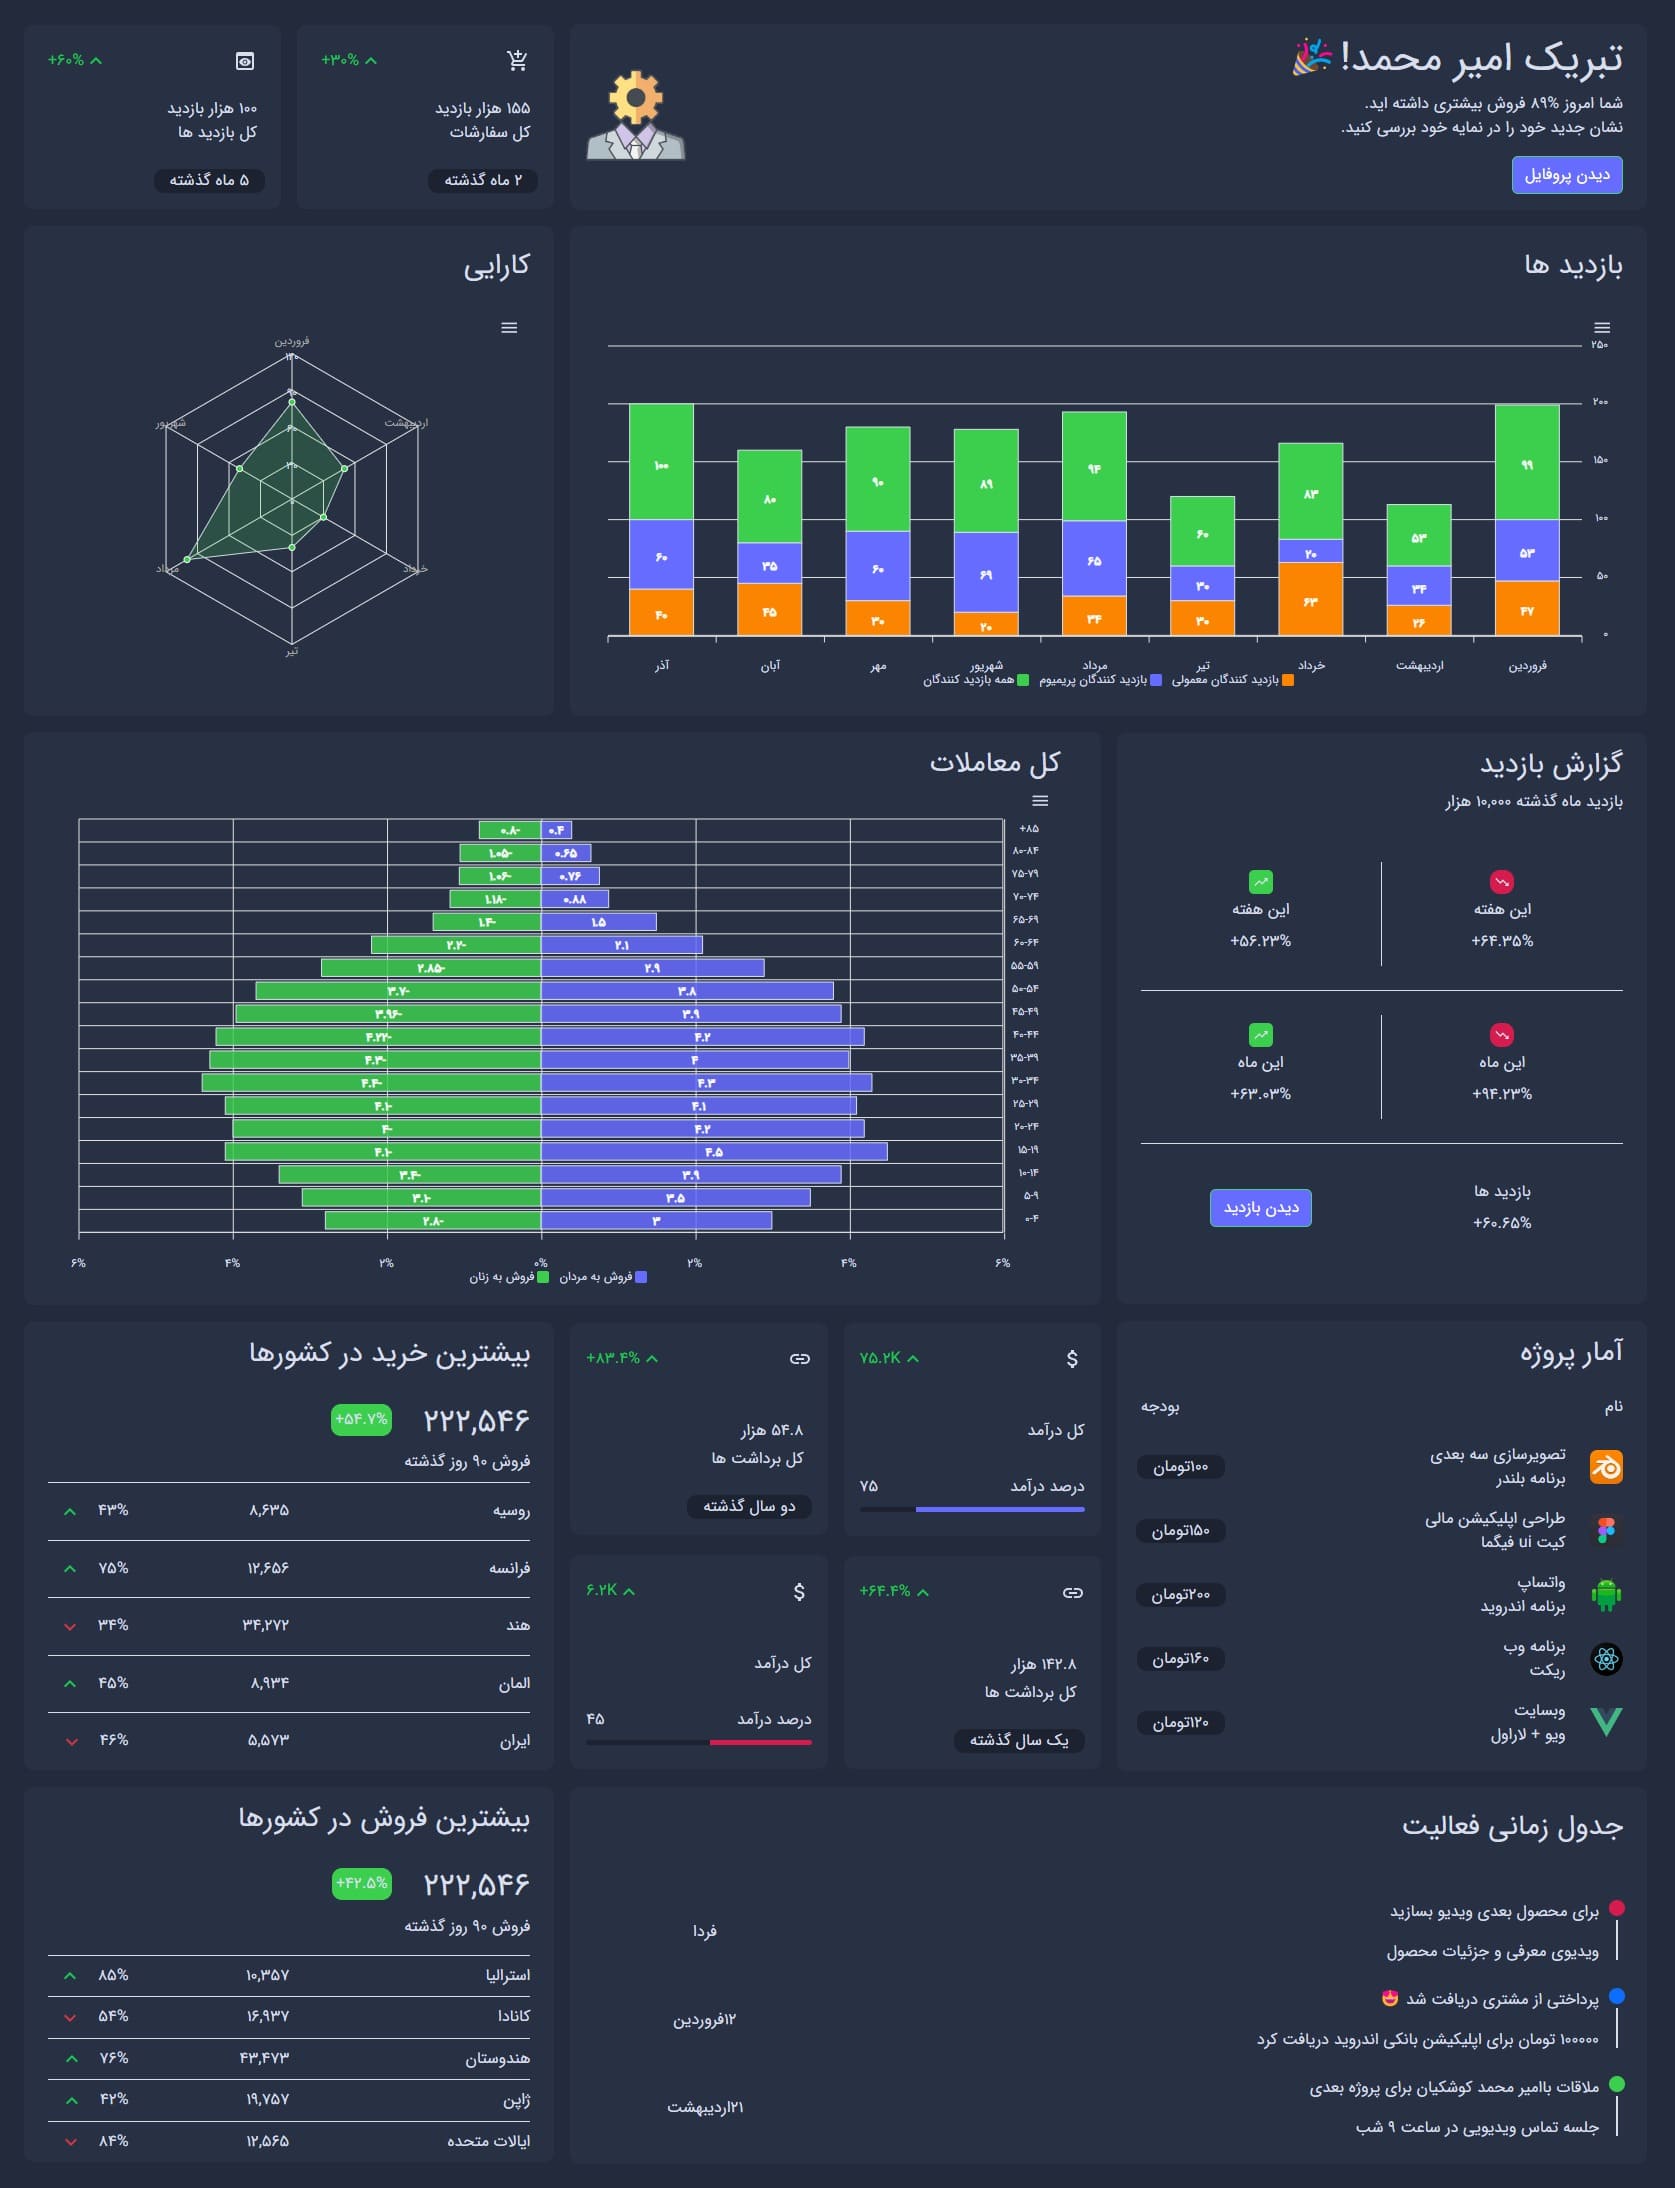 تبریک امیر محمد! 🎉
شما امروز ۸۹% فروش بیشتری داشته اید.
نشان جدید خود را در نمایه خود بررسی کنید.
دیدن پروفایل
+۳۰%
۱۵۵ هزار بازدید
کل سفارشات
۲ ماه گذشته
+۶۰%
۱۰۰ هزار بازدید
کل بازدید ها
۵ ماه گذشته
بازدید ها
۲۵۰
۲۰۰
۱۵۰
۱۰۰
۵۰
۰
۹۹ ۵۳ ۸۳ ۶۰ ۹۴ ۸۹ ۹۰ ۸۰ ۱۰۰
۵۳ ۳۴ ۲۰ ۳۰ ۶۵ ۶۹ ۶۰ ۳۵ ۶۰
۴۷ ۲۶ ۶۳ ۳۰ ۳۴ ۲۰ ۳۰ ۴۵ ۴۰
فروردین اردیبهشت خرداد تیر مرداد شهریور مهر آبان آذر
بازدید کنندگان معمولی بازدید کنندگان پریمیوم همه بازدید کنندگان
کارایی
فروردین
اردیبهشت
خرداد
تیر
مرداد
شهریور
۱۲۰
۹۰
۶۰
۳۰
۰
گزارش بازدید
بازدید ماه گذشته ۱۰,۰۰۰ هزار
این هفته
+۶۴.۳۵%
این هفته
+۵۶.۲۳%
این ماه
+۹۴.۲۳%
این ماه
+۶۳.۰۳%
بازدید ها
+۶۰.۶۵%
دیدن بازدید
کل معاملات
+۸۵ ۰.۴ ۰.۸-
۸۰-۸۴ ۰.۶۵ ۱.۰۵-
۷۵-۷۹ ۰.۷۶ ۱.۰۶-
۷۰-۷۴ ۰.۸۸ ۱.۱۸-
۶۵-۶۹ ۱.۵ ۱.۴-
۶۰-۶۴ ۲.۱ ۲.۲-
۵۵-۵۹ ۲.۹ ۲.۸۵-
۵۰-۵۴ ۳.۸ ۳.۷-
۴۵-۴۹ ۳.۹ ۳.۹۶-
۴۰-۴۴ ۴.۲ ۴.۲۲-
۳۵-۳۹ ۴ ۴.۳-
۳۰-۳۴ ۴.۳ ۴.۴-
۲۵-۲۹ ۴.۱ ۴.۱-
۲۰-۲۴ ۴.۲ ۴-
۱۵-۱۹ ۴.۵ ۴.۱-
۱۰-۱۴ ۳.۹ ۳.۴-
۵-۹ ۳.۵ ۳.۱-
۰-۴ ۳ ۲.۸-
۶% ۴% ۲% ۰% ۲% ۴% ۶%
فروش به مردان فروش به زنان
آمار پروژه
نام بودجه
تصویرسازی سه بعدی
برنامه بلندر
۱۰۰تومان
طراحی اپلیکیشن مالی
کیت ui فیگما
۱۵۰تومان
واتساپ
برنامه اندروید
۲۰۰تومان
برنامه وب
ریکت
۱۶۰تومان
وبسایت
ویو + لاراول
۱۲۰تومان
۷۵.۲K
کل درآمد
درصد درآمد ۷۵
+۸۳.۴%
۵۴.۸ هزار
کل برداشت ها
دو سال گذشته
+۶۴.۴%
۱۴۲.۸ هزار
کل برداشت ها
یک سال گذشته
۶.۲K
کل درآمد
درصد درآمد ۴۵
بیشترین خرید در کشورها
۲۲۲,۵۴۶ +۵۴.۷%
فروش ۹۰ روز گذشته
روسیه ۸,۶۳۵ ۴۳%
فرانسه ۱۲,۶۵۶ ۷۵%
هند ۳۴,۲۷۲ ۳۴%
المان ۸,۹۳۴ ۴۵%
ایران ۵,۵۷۳ ۴۶%
جدول زمانی فعالیت
برای محصول بعدی ویدیو بسازید
ویدیوی معرفی و جزئیات محصول
فردا
پرداختی از مشتری دریافت شد 😍
۱۰۰۰۰۰ تومان برای اپلیکیشن بانکی اندروید دریافت کرد
۱۲فروردین
ملاقات باامیر محمد کوشکیان برای پروژه بعدی
جلسه تماس ویدیویی در ساعت ۹ شب
۲۱اردیبهشت
بیشترین فروش در کشورها
۲۲۲,۵۴۶ +۴۲.۵%
فروش ۹۰ روز گذشته
استرالیا ۱۰,۳۵۷ ۸۵%
کانادا ۱۶,۹۳۷ ۵۴%
هندوستان ۴۳,۴۷۳ ۷۶%
ژاپن ۱۹,۷۵۷ ۴۲%
ایالات متحده ۱۲,۵۶۵ ۸۴%